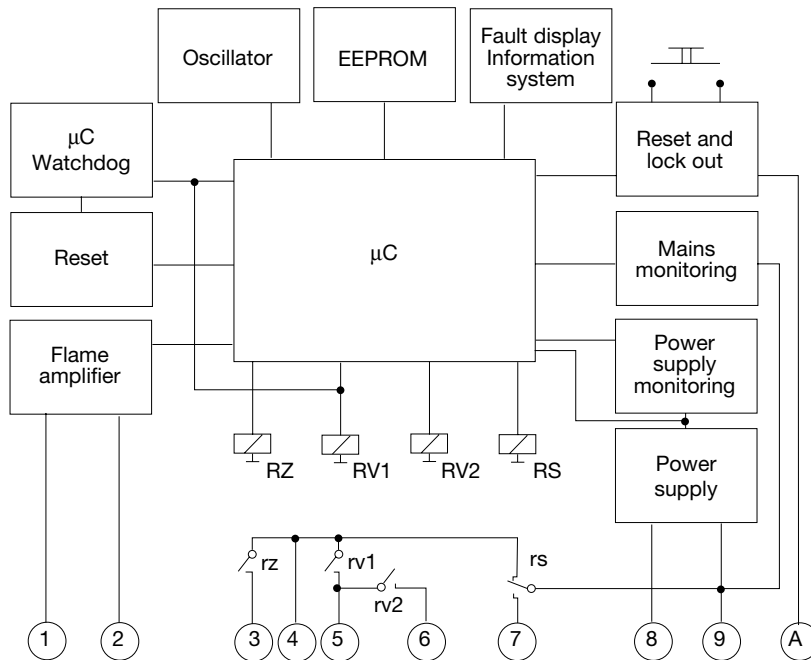 Oscillator
EEPROM
Fault display
Information
system
μC
Watchdog
Reset and
lock out
Reset
μC
Mains
monitoring
Flame
amplifier
Power
supply
monitoring
RZ
RV1
RV2
RS
Power
supply
rz
rv1
rv2
rs
1
2
3
4
5
6
7
8
9
A